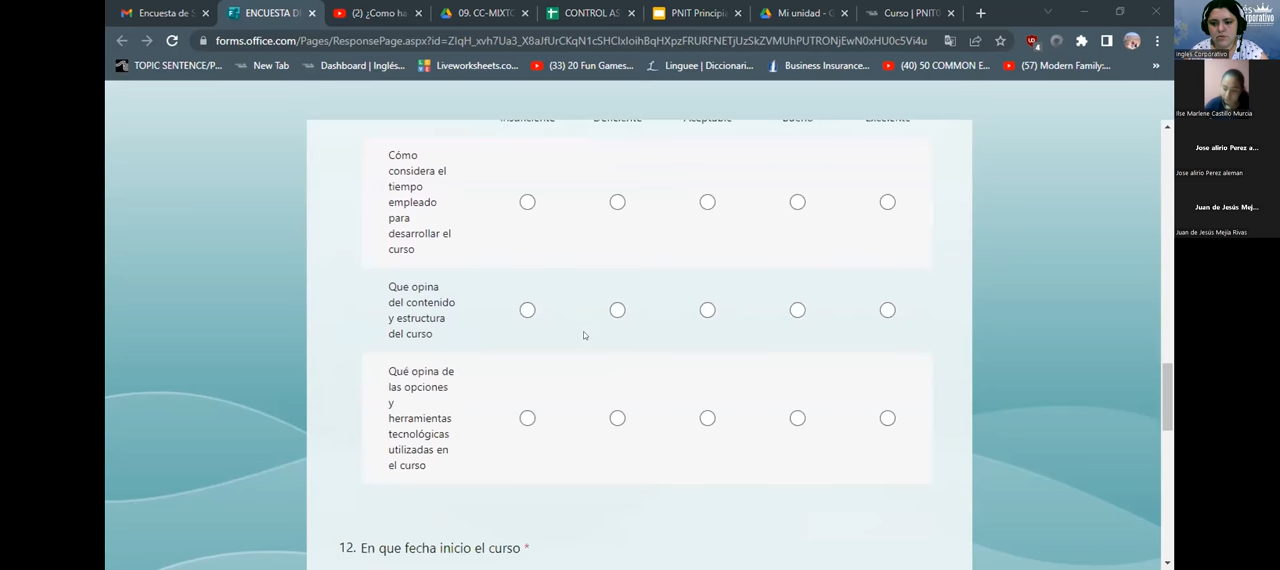 Encuesta de S
ENCUESTA DE
(2) ¿Como ha
09. CC-MIXTO
CONTROL AS
PNIT Principia
Mi unidad - G
Curso | PNIT0
forms.office.com/Pages/ResponsePage.aspx?id=ZIqH_xvh7Ua3_X8aJfUrCKqN1cSHClxIoihBqHXpzFRURFNETjUzSkZVMUhPUTRONjEwN0xHU0c5Vi4u
4
TOPIC SENTENCE/P...
New Tab
Dashboard | Inglés...
Liveworksheets.co...
(33) 20 Fun Games...
Linguee | Diccionari...
Business Insurance...
(40) 50 COMMON E...
(57) Modern Family:...
»
Insuficiente Deficiente Aceptable Bueno Excelente
Cómo
considera el
tiempo
empleado
para
desarrollar el
curso
Que opina
del contenido
y estructura
del curso
Qué opina de
las opciones
y
herramientas
tecnológicas
utilizadas en
el curso
12. En que fecha inicio el curso *
Ingles Corporativo
Ilse Marlene Castillo Murcia
Jose alirio Perez a...
Jose alirio Perez aleman
Juan de Jesús Mej...
Juan de Jesús Mejía Rivas